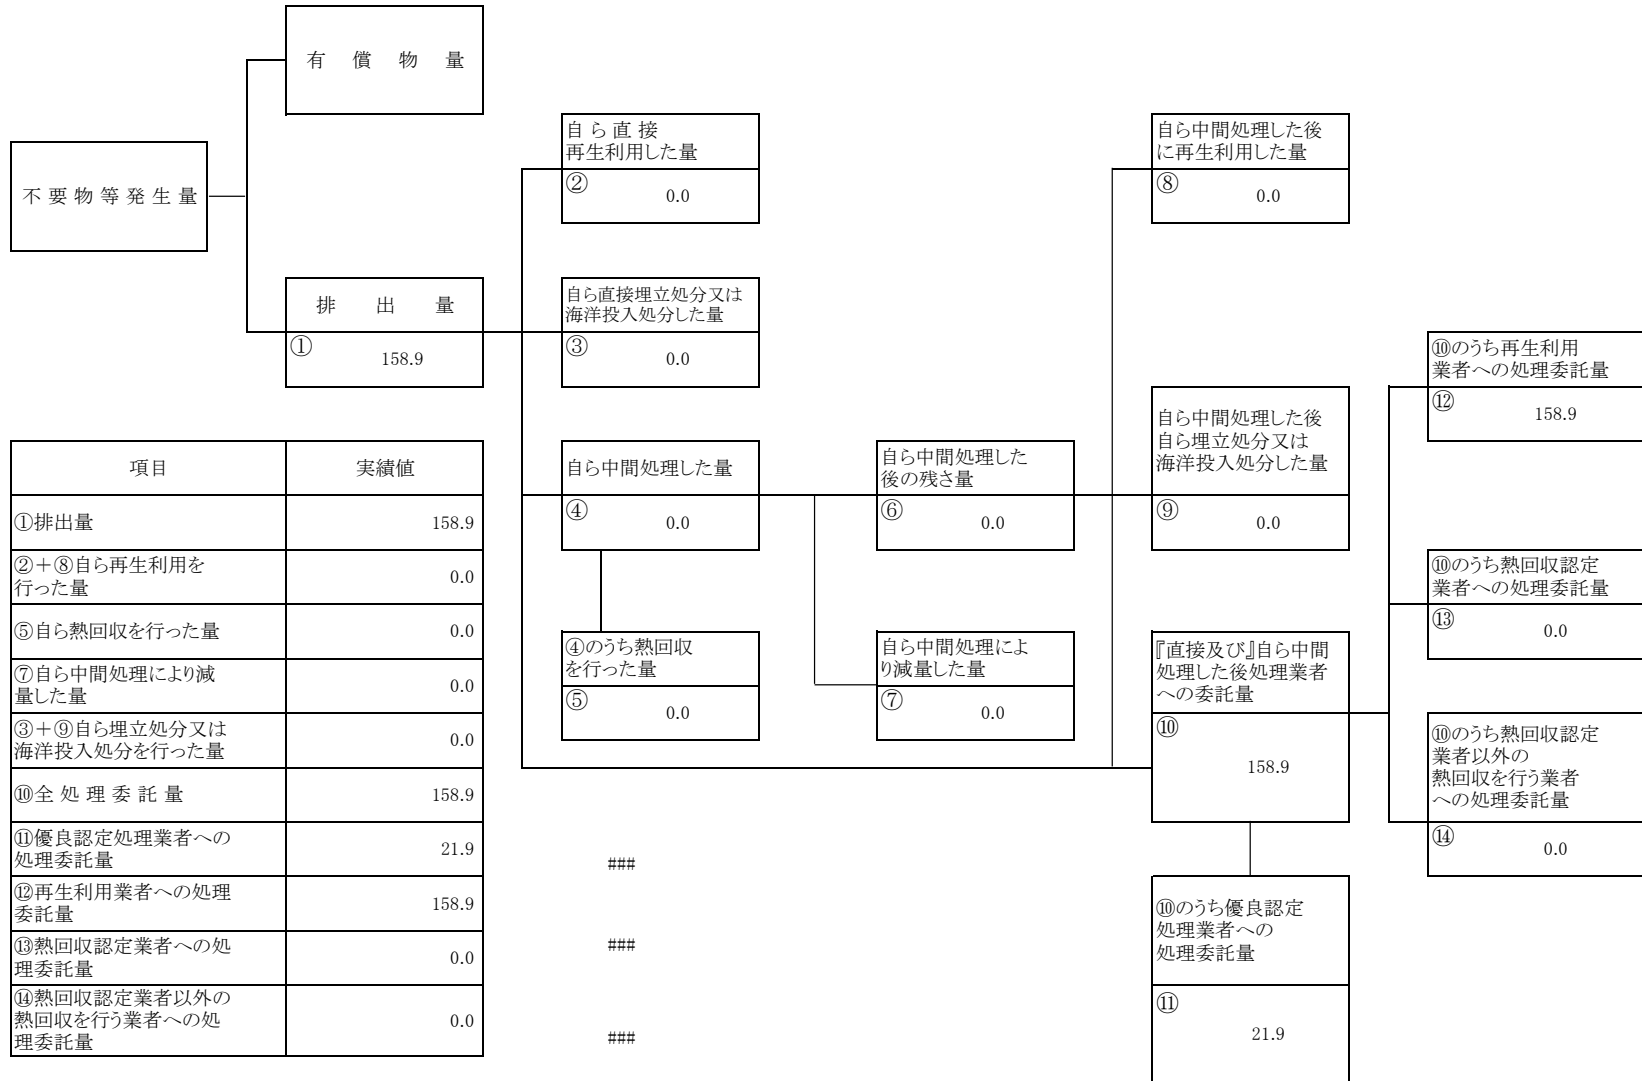 有償物量
不要物等発生量
排出量
①
158.9
自ら直接
再生利用した量
②
0.0
自ら直接埋立処分又は
海洋投入処分した量
③
0.0
自ら中間処理した量
④
0.0
④のうち熱回収
を行った量
⑤
0.0
自ら中間処理した
後の残さ量
⑥
0.0
自ら中間処理によ
り減量した量
⑦
0.0
自ら中間処理した後
に再生利用した量
⑧
0.0
自ら中間処理した後
自ら埋立処分又は
海洋投入処分した量
⑨
0.0
『直接及び』自ら中間
処理した後処理業者
への委託量
⑩
158.9
⑩のうち優良認定
処理業者への
処理委託量
⑪
21.9
⑩のうち再生利用
業者への処理委託量
⑫
158.9
⑩のうち熱回収認定
業者への処理委託量
⑬
0.0
⑩のうち熱回収認定
業者以外の
熱回収を行う業者
への処理委託量
⑭
0.0
項目 実績値
①排出量 158.9
②＋⑧自ら再生利用を
行った量 0.0
⑤自ら熱回収を行った量 0.0
⑦自ら中間処理により減
量した量 0.0
③＋⑨自ら埋立処分又は
海洋投入処分を行った量 0.0
⑩全処理委託量 158.9
⑪優良認定処理業者への
処理委託量 21.9
⑫再生利用業者への処理
委託量 158.9
⑬熱回収認定業者への処
理委託量 0.0
⑭熱回収認定業者以外の
熱回収を行う業者への処
理委託量 0.0
###
###
###